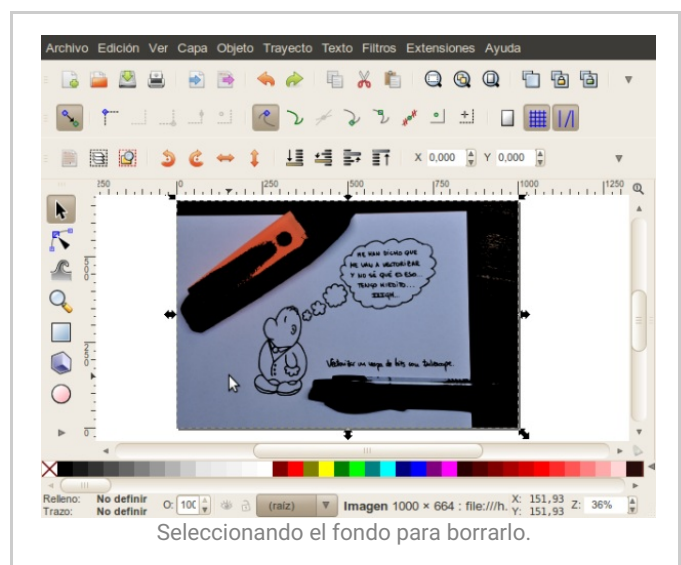 Archivo Edición Ver Capa Objeto Trayecto Texto Filtros Extensiones Ayuda
X 0,000 Y 0,000
250 0 250 500 750 1000 1250
ME HAN DICHO QUE
ME VAN A VECTORIZAR
Y NO SÉ QUÉ ES ESO...
TENGO MIEDITO...
500
250
0
Relleno: No definir
Trazo: No definir
O: 100
(raíz)
Imagen 1000 × 664 : file:///h.
X: 151,93
Y: 151,93
Z: 36%
Seleccionando el fondo para borrarlo.